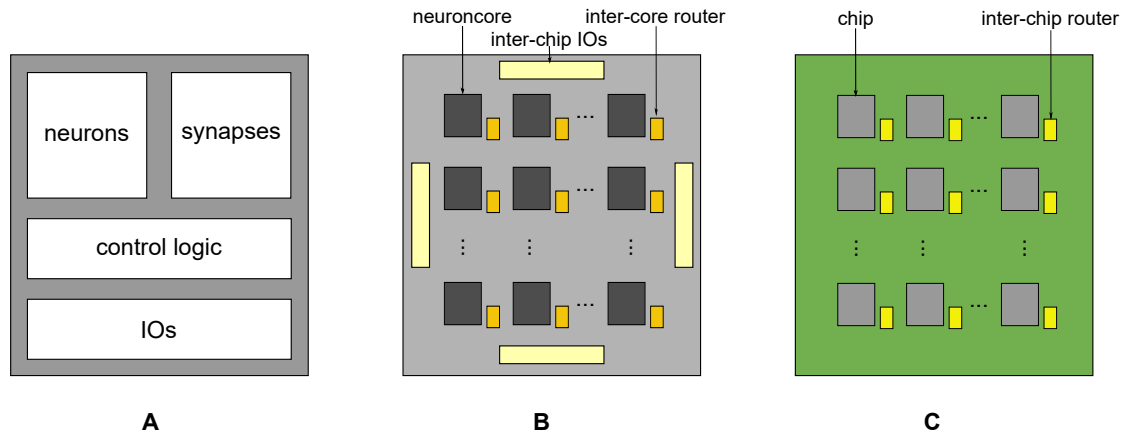 neuroncore
inter-core router
inter-chip IOs
chip
inter-chip router
neurons
synapses
control logic
IOs
...
...
...
...
...
...
...
...
...
...
...
...
A
B
C